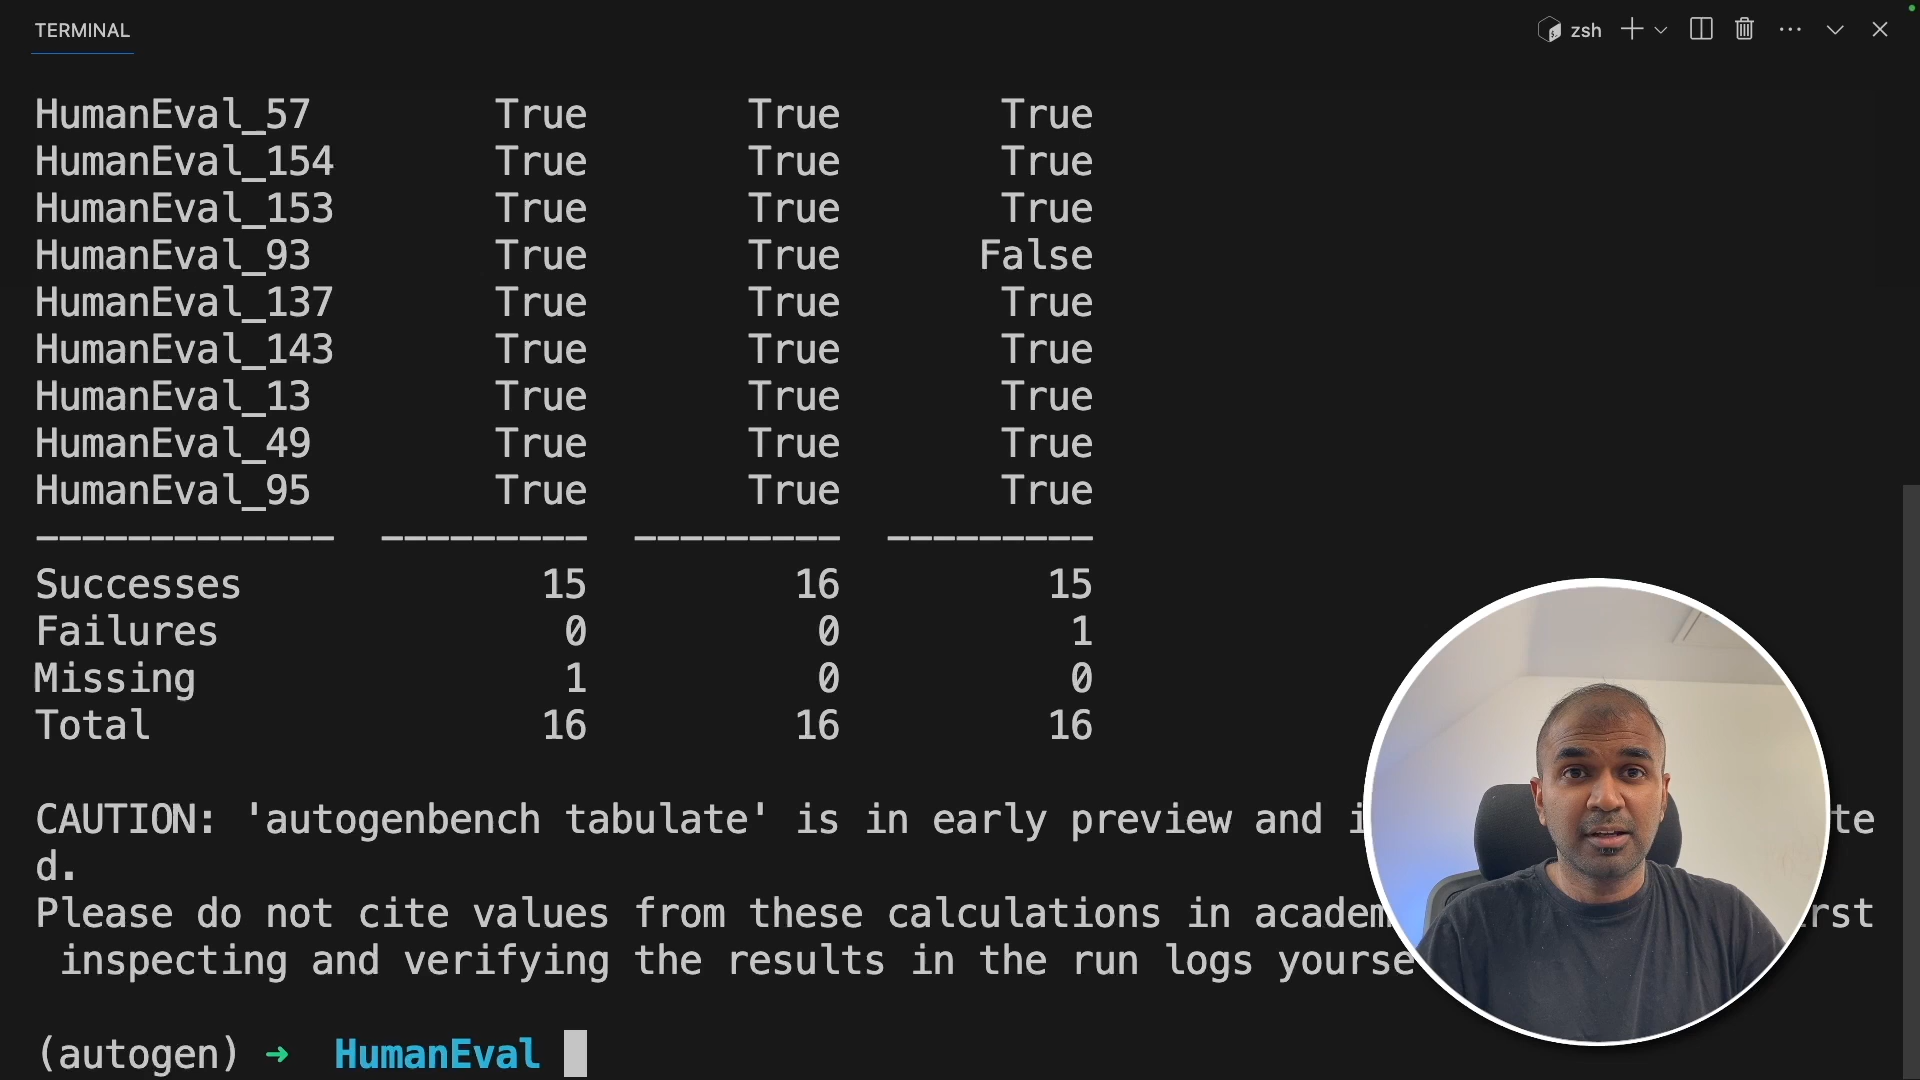 TERMINAL
zsh
HumanEval_57 True True True
HumanEval_154 True True True
HumanEval_153 True True True
HumanEval_93 True True False
HumanEval_137 True True True
HumanEval_143 True True True
HumanEval_13 True True True
HumanEval_49 True True True
HumanEval_95 True True True
------------- --------- --------- ---------
Successes 15 16 15
Failures 0 0 1
Missing 1 0 0
Total 16 16 16
CAUTION: 'autogenbench tabulate' is in early preview and
d.
Please do not cite values from these calculations in
inspecting and verifying the results in the run logs
(autogen) ➜ HumanEval